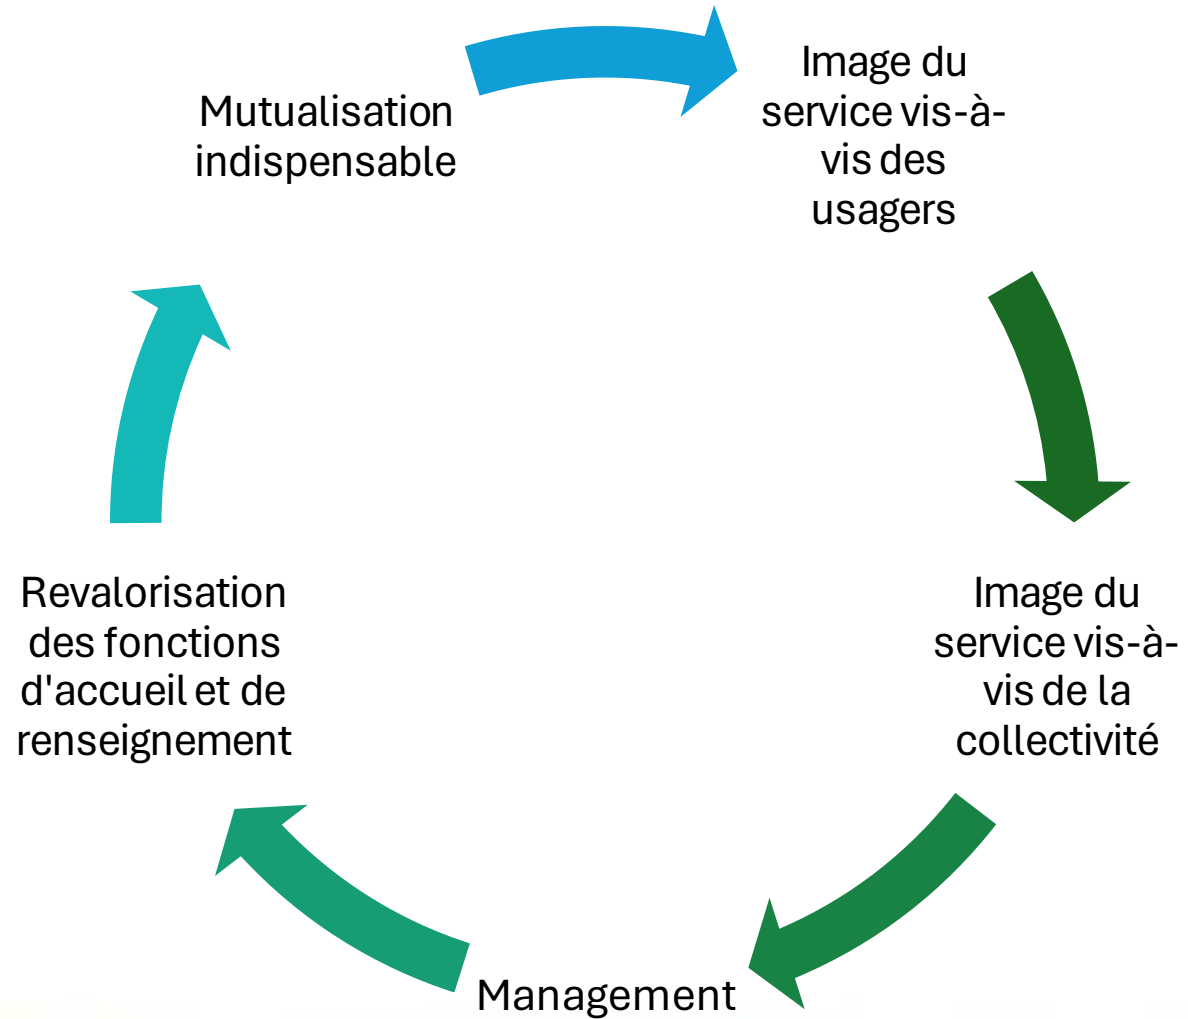 Mutualisation
indispensable
Image du
service vis-à-
vis des
usagers
Image du
service vis-à-
vis de la
collectivité
Management
Revalorisation
des fonctions
d'accueil et de
renseignement